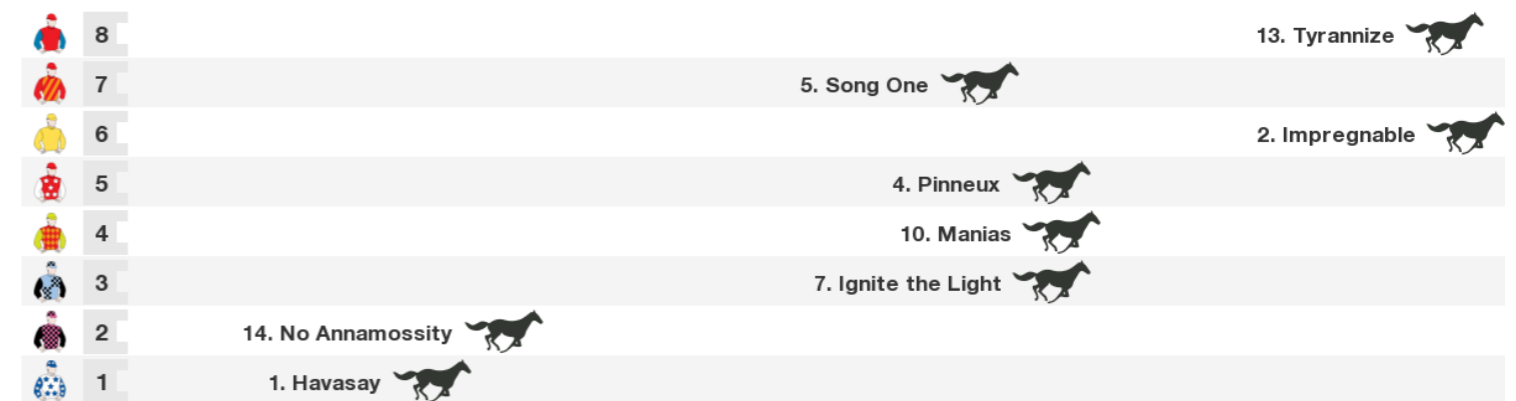 8 13. Tyrannize
7 5. Song One
6 2. Impregnable
5 4. Pinneux
4 10. Manias
3 7. Ignite the Light
2 14. No Annamossity
1 1. Havasay